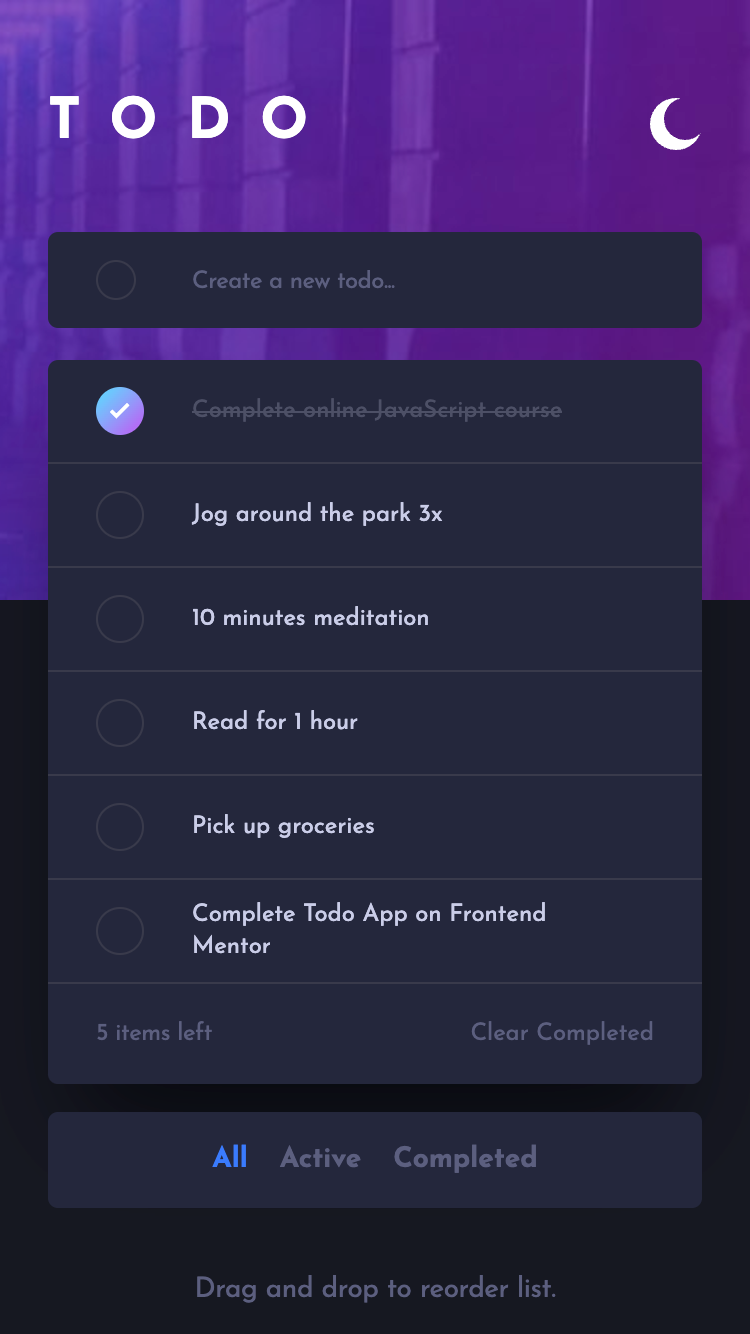 TODO
Create a new todo...
Complete online JavaScript course
Jog around the park 3x
10 minutes meditation
Read for 1 hour
Pick up groceries
Complete Todo App on Frontend
Mentor
5 items left Clear Completed
All Active Completed
Drag and drop to reorder list.